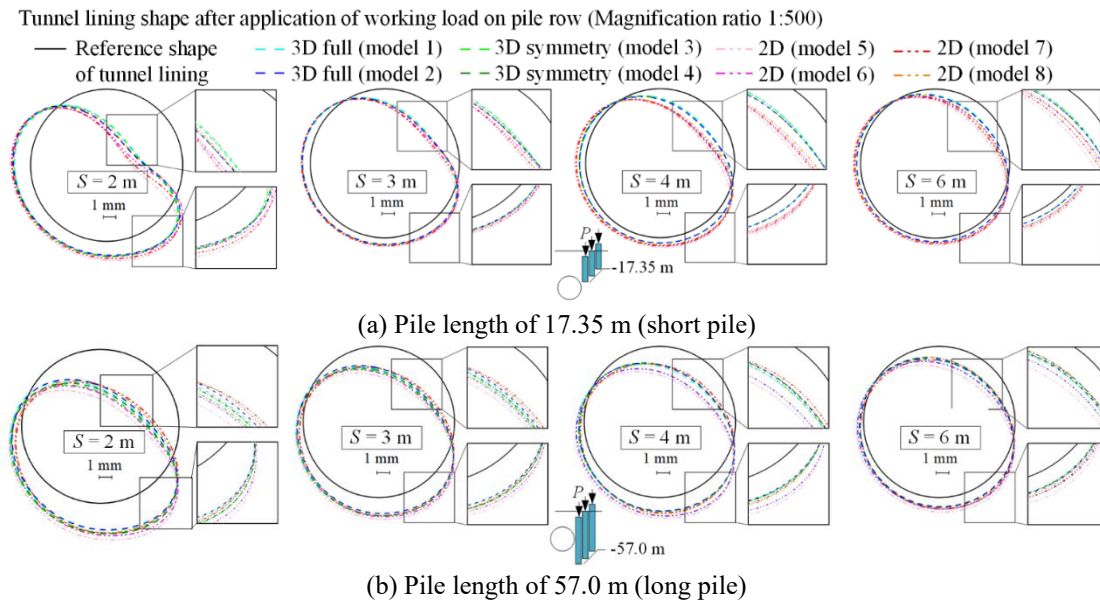 Tunnel lining shape after application of working load on pile row (Magnification ratio 1:500)
Reference shape of tunnel lining
3D full (model 1)
3D full (model 2)
3D symmetry (model 3)
3D symmetry (model 4)
2D (model 5)
2D (model 6)
2D (model 7)
2D (model 8)
S = 2 m
1 mm
S = 3 m
1 mm
S = 4 m
1 mm
S = 6 m
1 mm
P
-17.35 m
(a) Pile length of 17.35 m (short pile)
S = 2 m
1 mm
S = 3 m
1 mm
S = 4 m
1 mm
S = 6 m
1 mm
P
-57.0 m
(b) Pile length of 57.0 m (long pile)